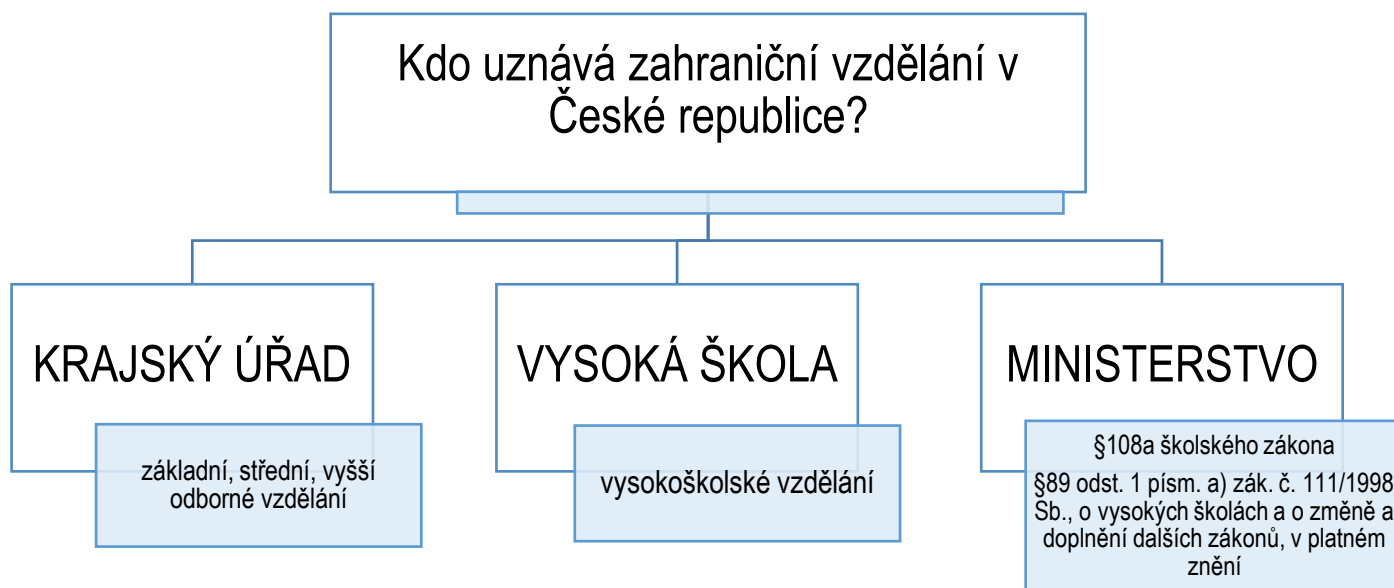 Kdo uznává zahraniční vzdělání v
České republice?
KRAJSKÝ ÚŘAD
základní, střední, vyšší
odborné vzdělání
VYSOKÁ ŠKOLA
vysokoškolské vzdělání
MINISTERSTVO
§108a školského zákona
§89 odst. 1 písm. a) zák. č. 111/1998
Sb., o vysokých školách a o změně a
doplnění dalších zákonů, v platném
znění